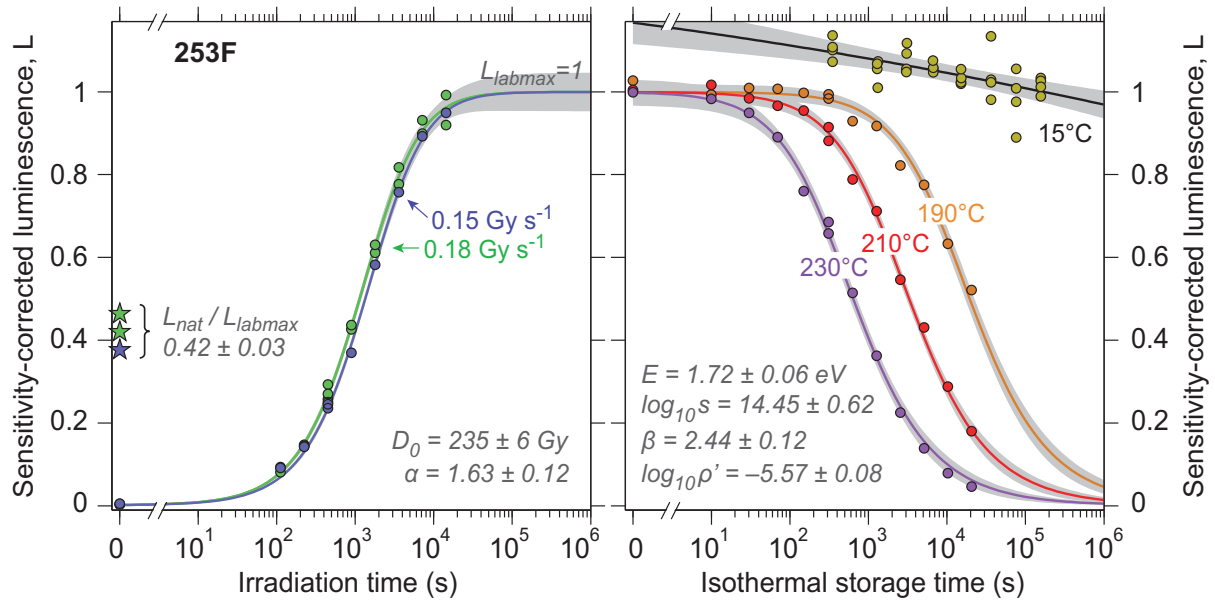 253F
L_labmax=1
Sensitivity-corrected luminescence, L
1
0.8
0.6
0.4
0.2
0
0.15 Gy s⁻¹
0.18 Gy s⁻¹
L_nat / L_labmax
0.42 ± 0.03
D₀ = 235 ± 6 Gy
α = 1.63 ± 0.12
0 10¹ 10² 10³ 10⁴ 10⁵ 10⁶
Irradiation time (s)
15°C
190°C
210°C
230°C
E = 1.72 ± 0.06 eV
log₁₀s = 14.45 ± 0.62
β = 2.44 ± 0.12
log₁₀ρ' = –5.57 ± 0.08
0 10¹ 10² 10³ 10⁴ 10⁵ 10⁶
Isothermal storage time (s)
1
0.8
0.6
0.4
0.2
0
Sensitivity-corrected luminescence, L